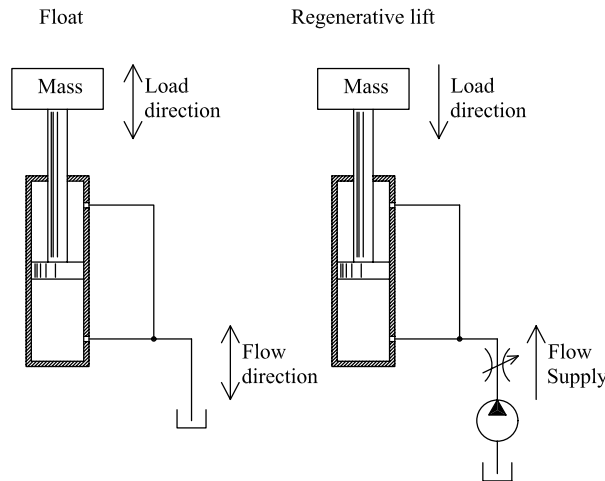 Float
Regenerative lift
Mass
Load
direction
Mass
Load
direction
Flow
direction
Flow
Supply